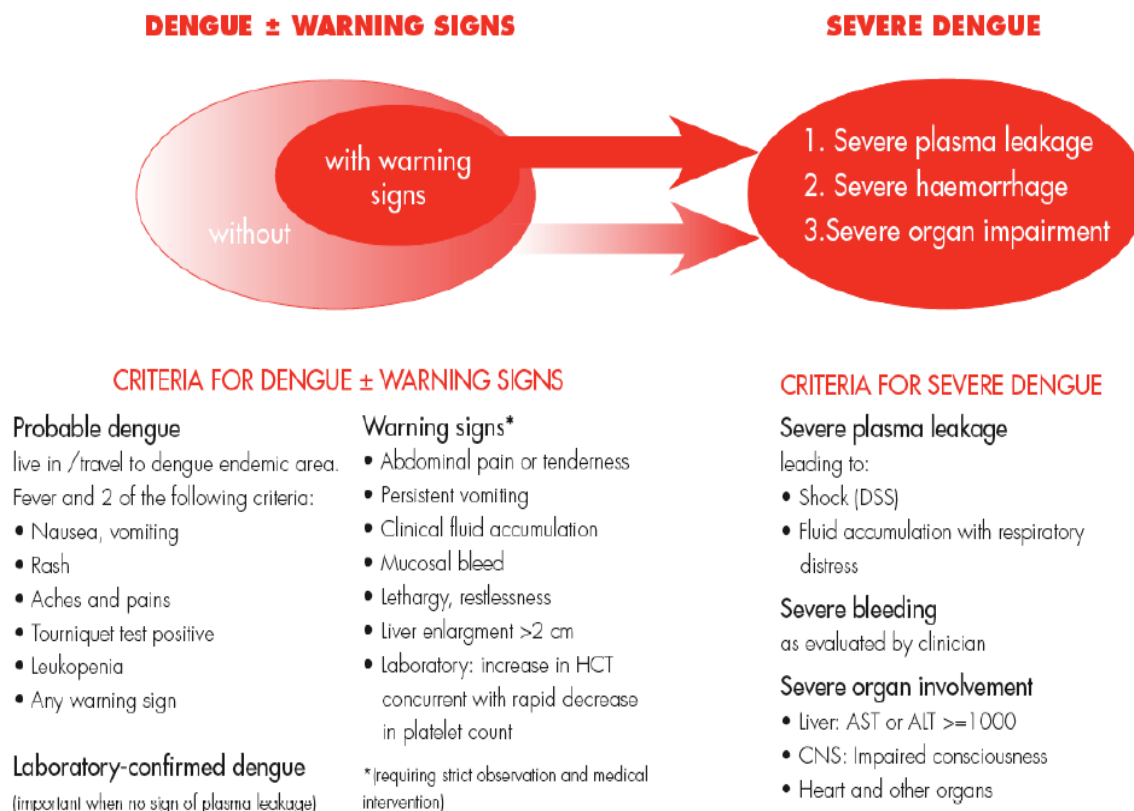 DENGUE ± WARNING SIGNS
SEVERE DENGUE
with warning
signs
without
1. Severe plasma leakage
2. Severe haemorrhage
3.Severe organ impairment
CRITERIA FOR DENGUE ± WARNING SIGNS
Probable dengue
live in /travel to dengue endemic area.
Fever and 2 of the following criteria:
• Nausea, vomiting
• Rash
• Aches and pains
• Tourniquet test positive
• Leukopenia
• Any warning sign
Laboratory-confirmed dengue
(important when no sign of plasma leakage)
Warning signs*
• Abdominal pain or tenderness
• Persistent vomiting
• Clinical fluid accumulation
• Mucosal bleed
• Lethargy, restlessness
• Liver enlargment >2 cm
• Laboratory: increase in HCT
concurrent with rapid decrease
in platelet count
*(requiring strict observation and medical
intervention)
CRITERIA FOR SEVERE DENGUE
Severe plasma leakage
leading to:
• Shock (DSS)
• Fluid accumulation with respiratory
distress
Severe bleeding
as evaluated by clinician
Severe organ involvement
• Liver: AST or ALT >=1000
• CNS: Impaired consciousness
• Heart and other organs